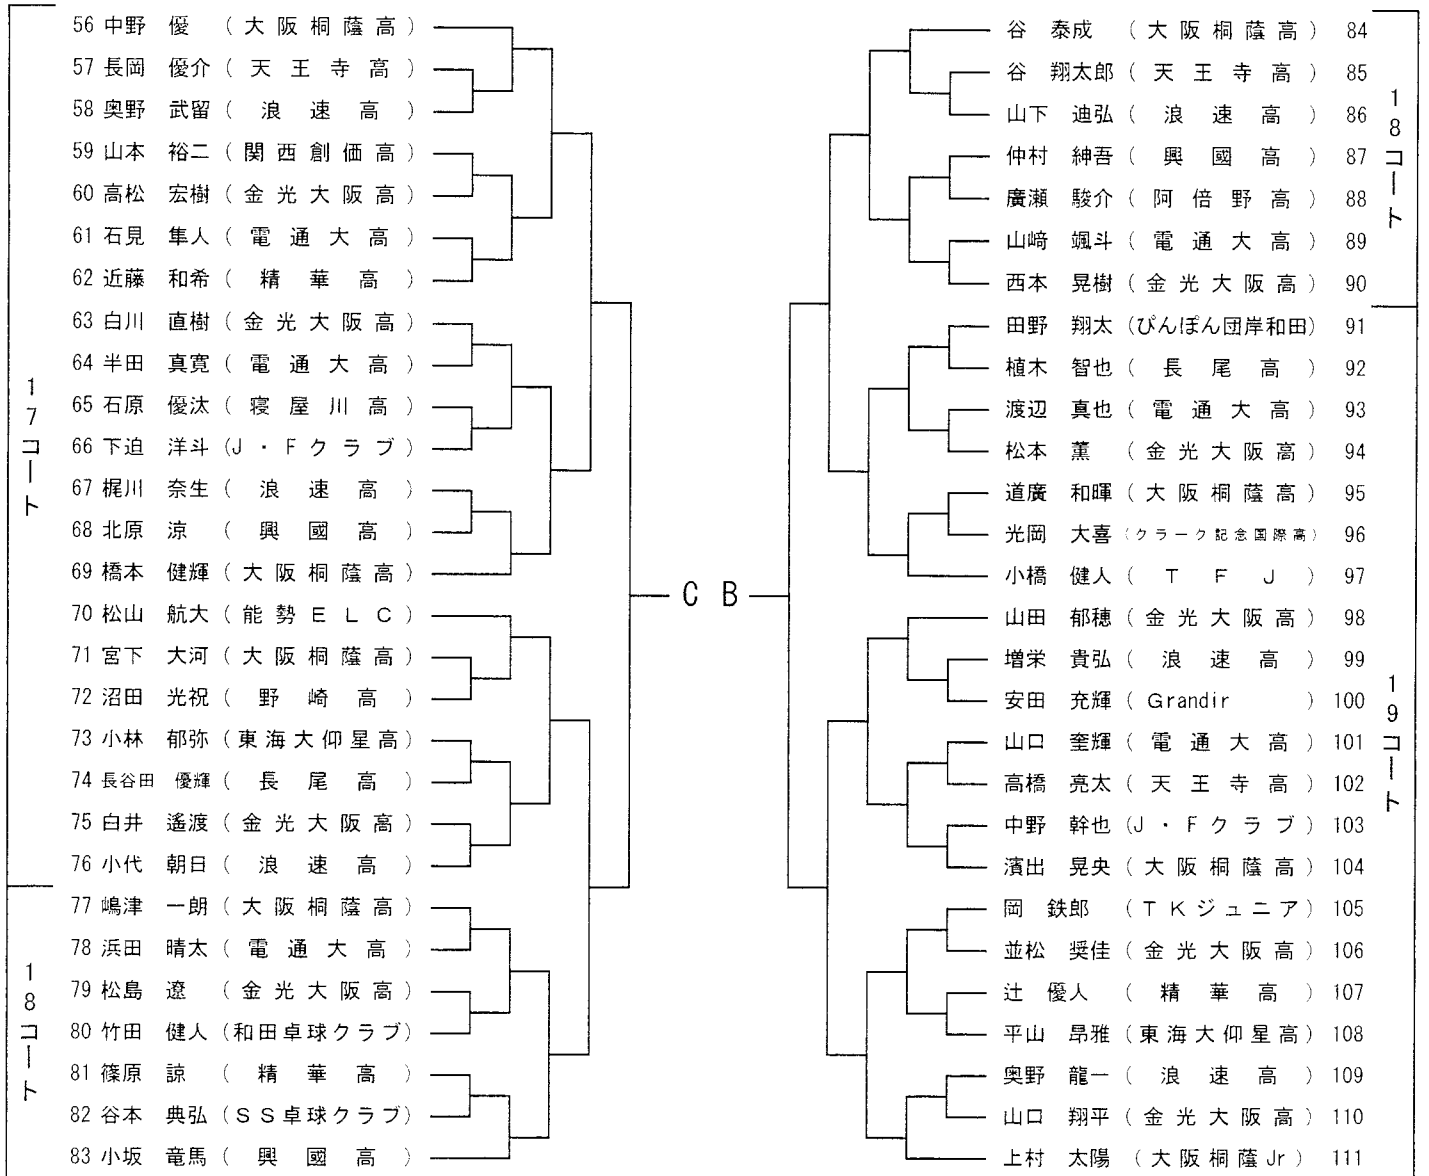 56 中野 優 (大阪桐蔭高)
57 長岡 優介 (天王寺高)
58 奥野 武留 (浪速高)
59 山本 裕二 (関西創価高)
60 高松 宏樹 (金光大阪高)
61 石見 隼人 (電通大高)
62 近藤 和希 (精華高)
63 白川 直樹 (金光大阪高)
64 半田 真寛 (電通大高)
65 石原 優汰 (寝屋川高)
66 下迫 洋斗 (J・Fクラブ)
67 梶川 奈生 (浪速高)
68 北原 涼 (興國高)
69 橋本 健輝 (大阪桐蔭高)
70 松山 航大 (能勢ELC)
71 宮下 大河 (大阪桐蔭高)
72 沼田 光祝 (野崎高)
73 小林 郁弥 (東海大仰星高)
74 長谷田 優輝 (長尾高)
75 白井 遙渡 (金光大阪高)
76 小代 朝日 (浪速高)
17コート
77 嶋津 一朗 (大阪桐蔭高)
78 浜田 晴太 (電通大高)
79 松島 遼 (金光大阪高)
80 竹田 健人 (和田卓球クラブ)
81 篠原 諒 (精華高)
82 谷本 典弘 (SS卓球クラブ)
83 小坂 竜馬 (興國高)
18コート
C B
谷 泰成 (大阪桐蔭高) 84
谷 翔太郎 (天王寺高) 85
山下 迪弘 (浪速高) 86
仲村 紳吾 (興國高) 87
廣瀬 駿介 (阿倍野高) 88
山﨑 颯斗 (電通大高) 89
西本 晃樹 (金光大阪高) 90
18コート
田野 翔太 (ぴんぽん団岸和田) 91
植木 智也 (長尾高) 92
渡辺 真也 (電通大高) 93
松本 薫 (金光大阪高) 94
道廣 和暉 (大阪桐蔭高) 95
光岡 大喜 (クラーク記念国際高) 96
小橋 健人 (TFJ) 97
山田 郁穂 (金光大阪高) 98
増栄 貴弘 (浪速高) 99
安田 充輝 (Grandir) 100
山口 奎輝 (電通大高) 101
高橋 亮太 (天王寺高) 102
中野 幹也 (J・Fクラブ) 103
濱出 晃央 (大阪桐蔭高) 104
岡 鉄郎 (TKジュニア) 105
並松 奨佳 (金光大阪高) 106
辻 優人 (精華高) 107
平山 昂雅 (東海大仰星高) 108
奥野 龍一 (浪速高) 109
山口 翔平 (金光大阪高) 110
上村 太陽 (大阪桐蔭Jr) 111
19コート